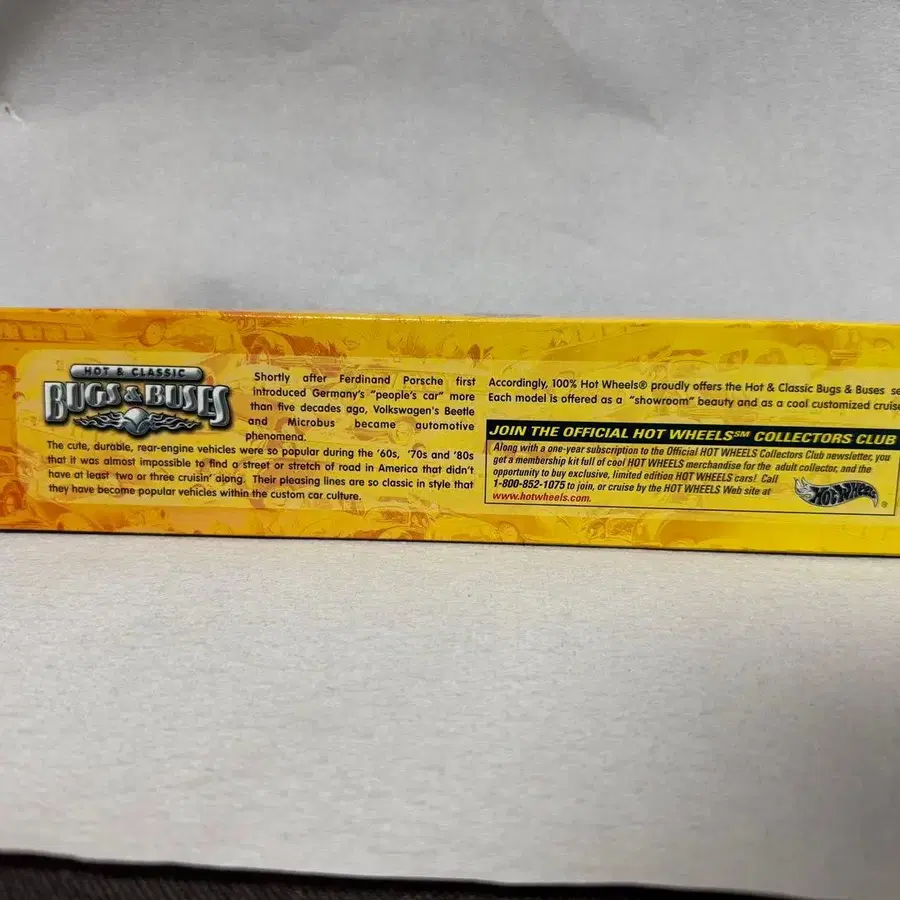 HOT & CLASSIC
BUGS & BUSES
Shortly after Ferdinand Porsche first
introduced Germany's "people's car" more
than five decades ago, Volkswagen's Beetle
and Microbus became automotive
phenomena.
The cute, durable, rear-engine vehicles were so popular during the '60s, '70s and '80s
that it was almost impossible to find a street or stretch of road in America that didn't
have at least two or three cruisin' along. Their pleasing lines are so classic in style that
they have become popular vehicles within the custom car culture.
Accordingly, 100% Hot Wheels® proudly offers the Hot & Classic Bugs & Buses se
Each model is offered as a "showroom" beauty and as a cool customized cruise
JOIN THE OFFICIAL HOT WHEELS℠ COLLECTORS CLUB
Along with a one-year subscription to the Official HOT WHEELS Collectors Club newsletter, you
get a membership kit full of cool HOT WHEELS merchandise for the adult collector, and the
opportunity to buy exclusive, limited edition HOT WHEELS cars! Call
1-800-852-1075 to join, or cruise by the HOT WHEELS Web site at
www.hotwheels.com.
HOT WHEELS®